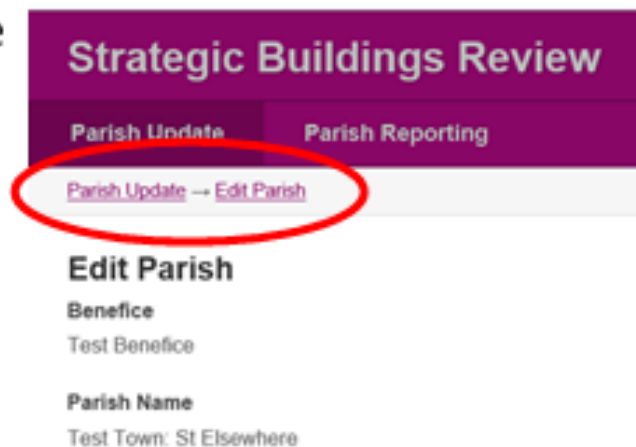 e
Strategic Buildings Review
Parish Update Parish Reporting
Parish Update → Edit Parish
Edit Parish
Benefice
Test Benefice
Parish Name
Test Town: St Elsewhere